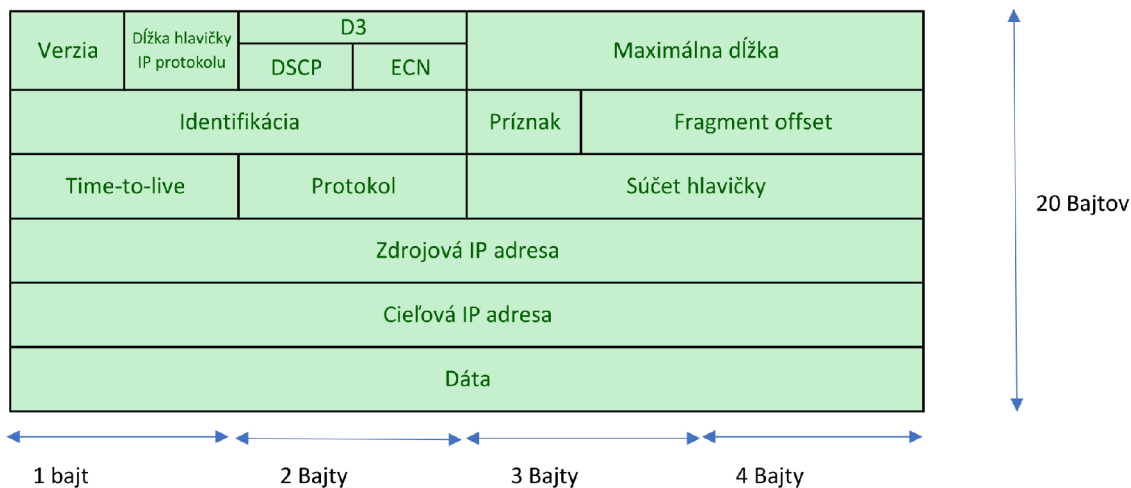 Verzia
Dĺžka hlavičky
IP protokolu
D3
DSCP
ECN
Maximálna dĺžka
Identifikácia
Príznak
Fragment offset
Time-to-live
Protokol
Súčet hlavičky
Zdrojová IP adresa
Cieľová IP adresa
Dáta
20 Bajtov
1 bajt
2 Bajty
3 Bajty
4 Bajty